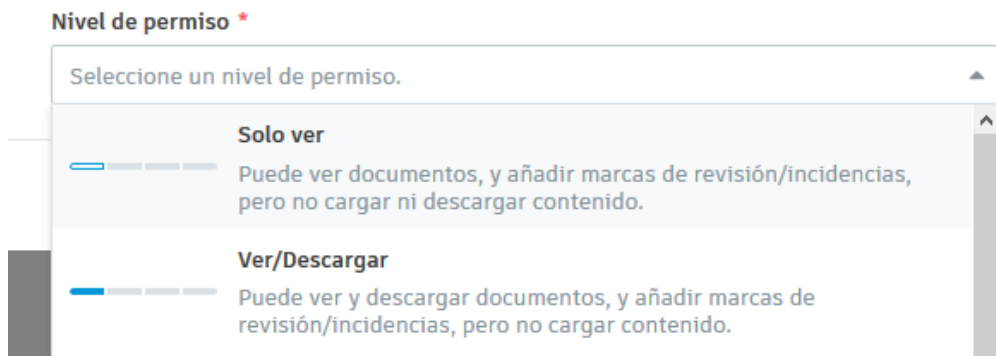 Nivel de permiso *
Seleccione un nivel de permiso.
Solo ver
Puede ver documentos, y añadir marcas de revisión/incidencias,
pero no cargar ni descargar contenido.
Ver/Descargar
Puede ver y descargar documentos, y añadir marcas de
revisión/incidencias, pero no cargar contenido.